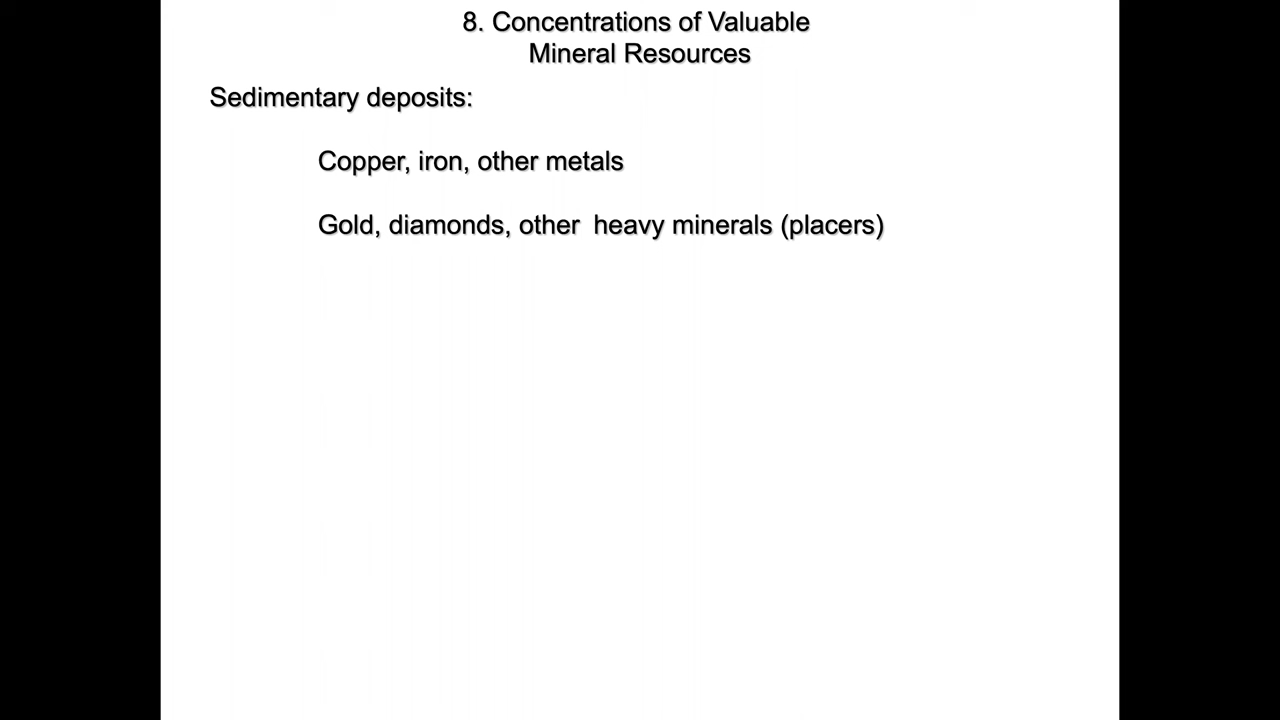 8. Concentrations of Valuable
Mineral Resources
Sedimentary deposits:
Copper, iron, other metals
Gold, diamonds, other heavy minerals (placers)